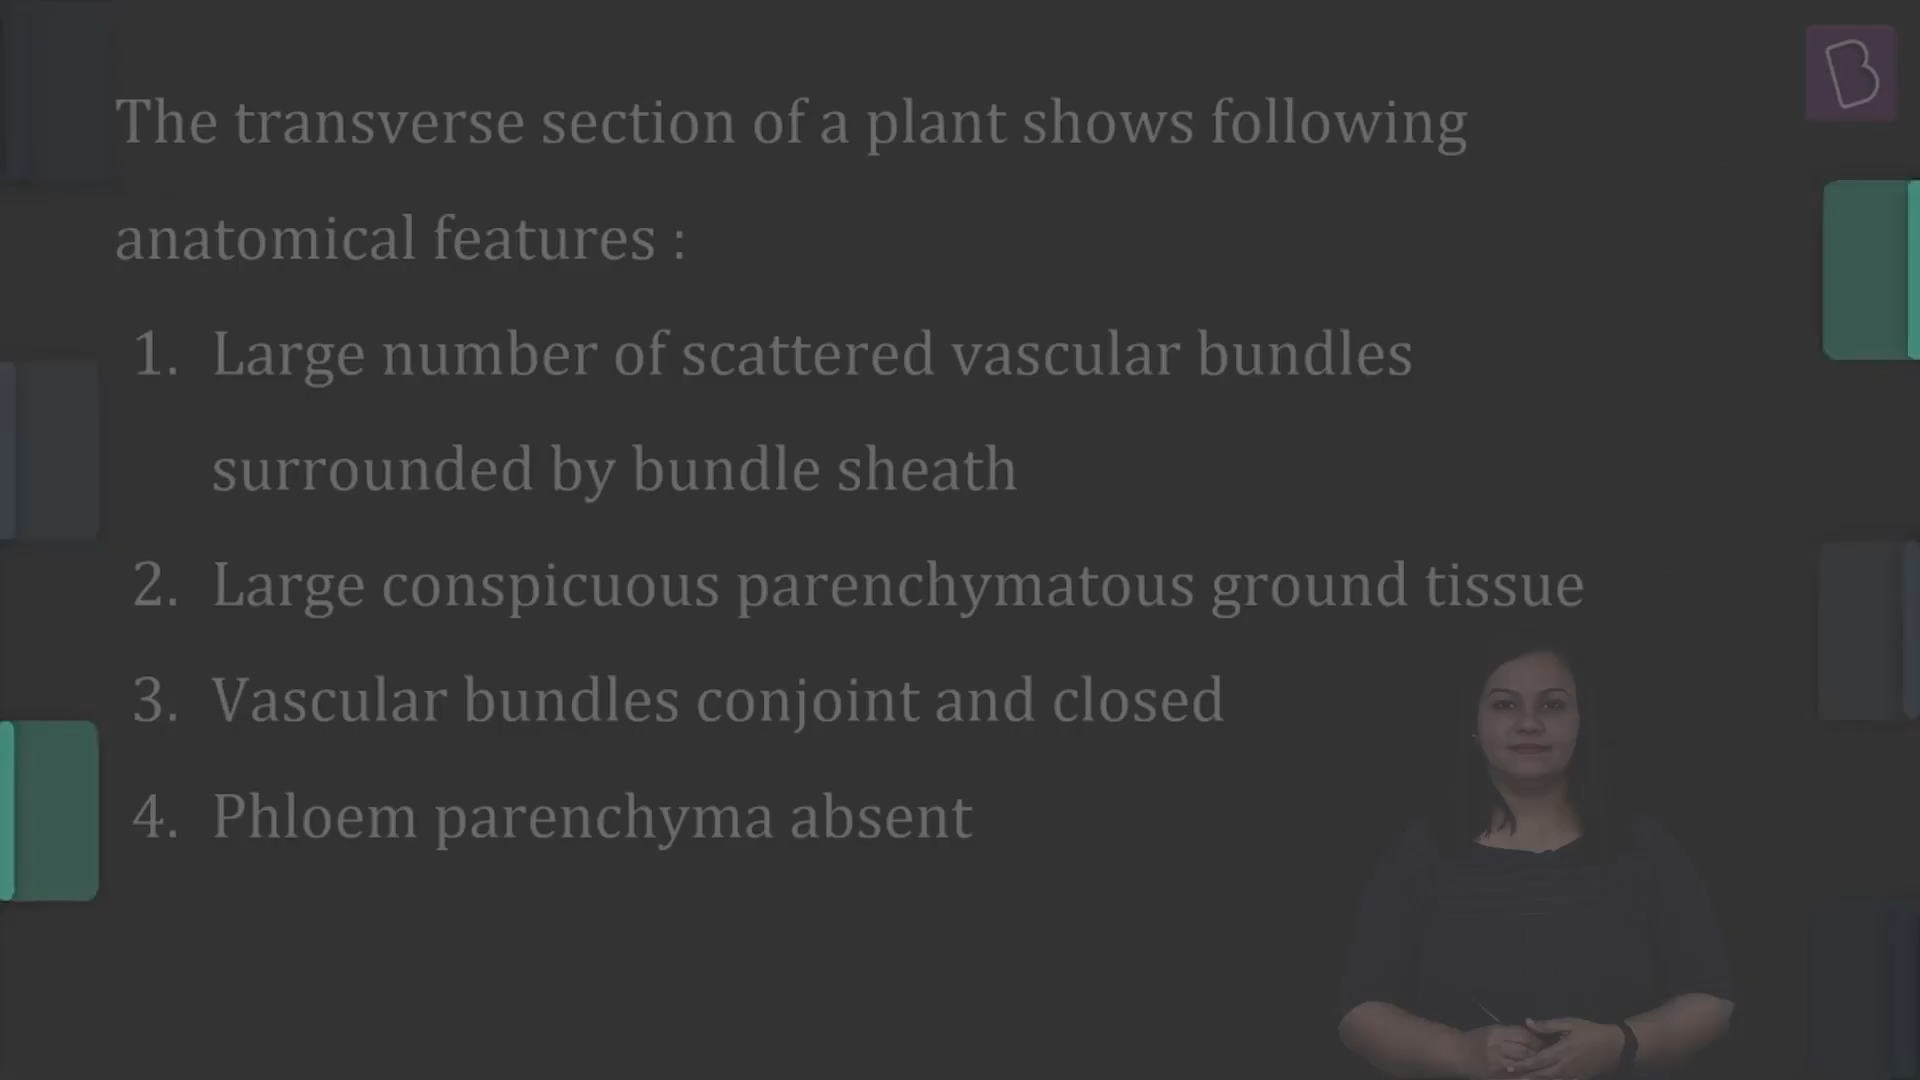 The transverse section of a plant shows following
anatomical features :
1. Large number of scattered vascular bundles
surrounded by bundle sheath
2. Large conspicuous parenchymatous ground tissue
3. Vascular bundles conjoint and closed
4. Phloem parenchyma absent
B